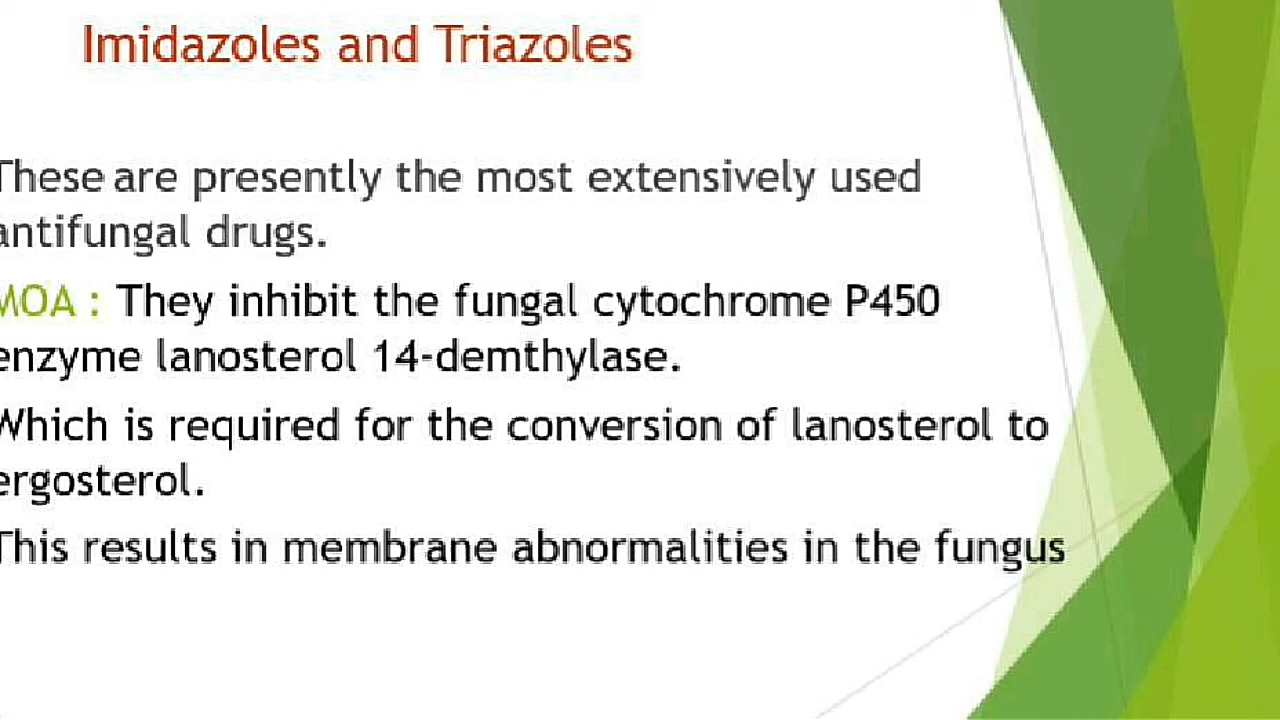 Imidazoles and Triazoles
These are presently the most extensively used
antifungal drugs.
MOA : They inhibit the fungal cytochrome P450
enzyme lanosterol 14-demthylase.
Which is required for the conversion of lanosterol to
ergosterol.
This results in membrane abnormalities in the fungus